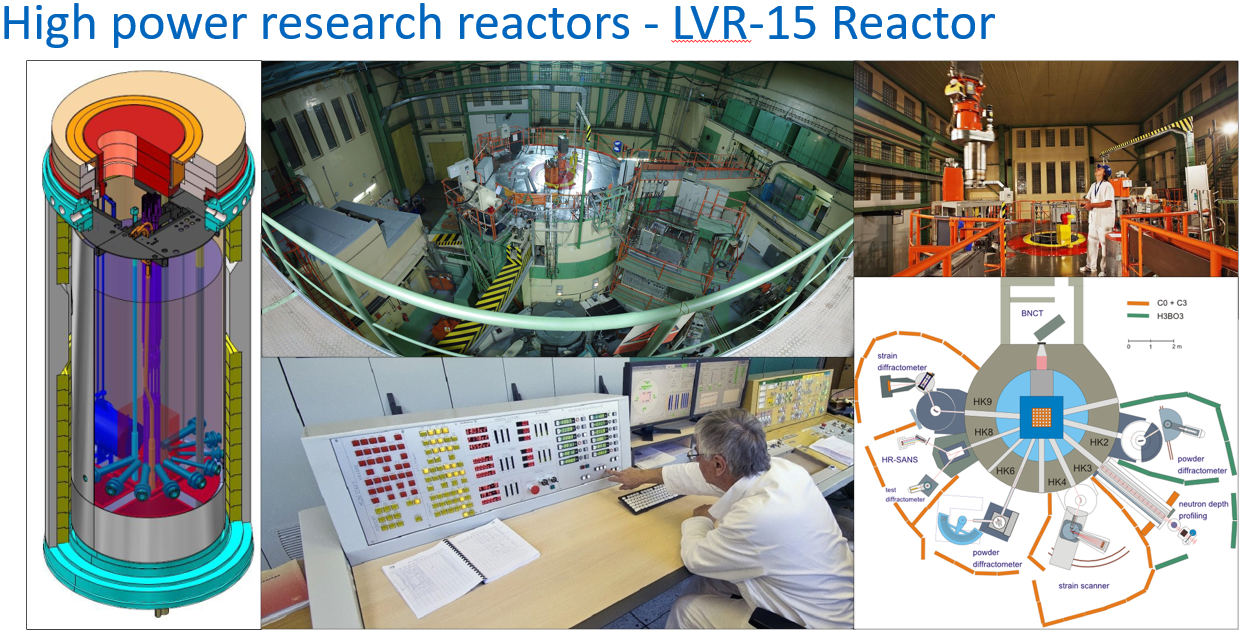 High power research reactors - LVR-15 Reactor
BNCT
C0 + C3
H3BO3
0 1 2 m
strain
diffractometer
HK9
HK8
HR-SANS
test
diffractometer
HK6
HK4
HK3
HK2
powder
diffractometer
neutron depth
profiling
powder
diffractometer
strain scanner